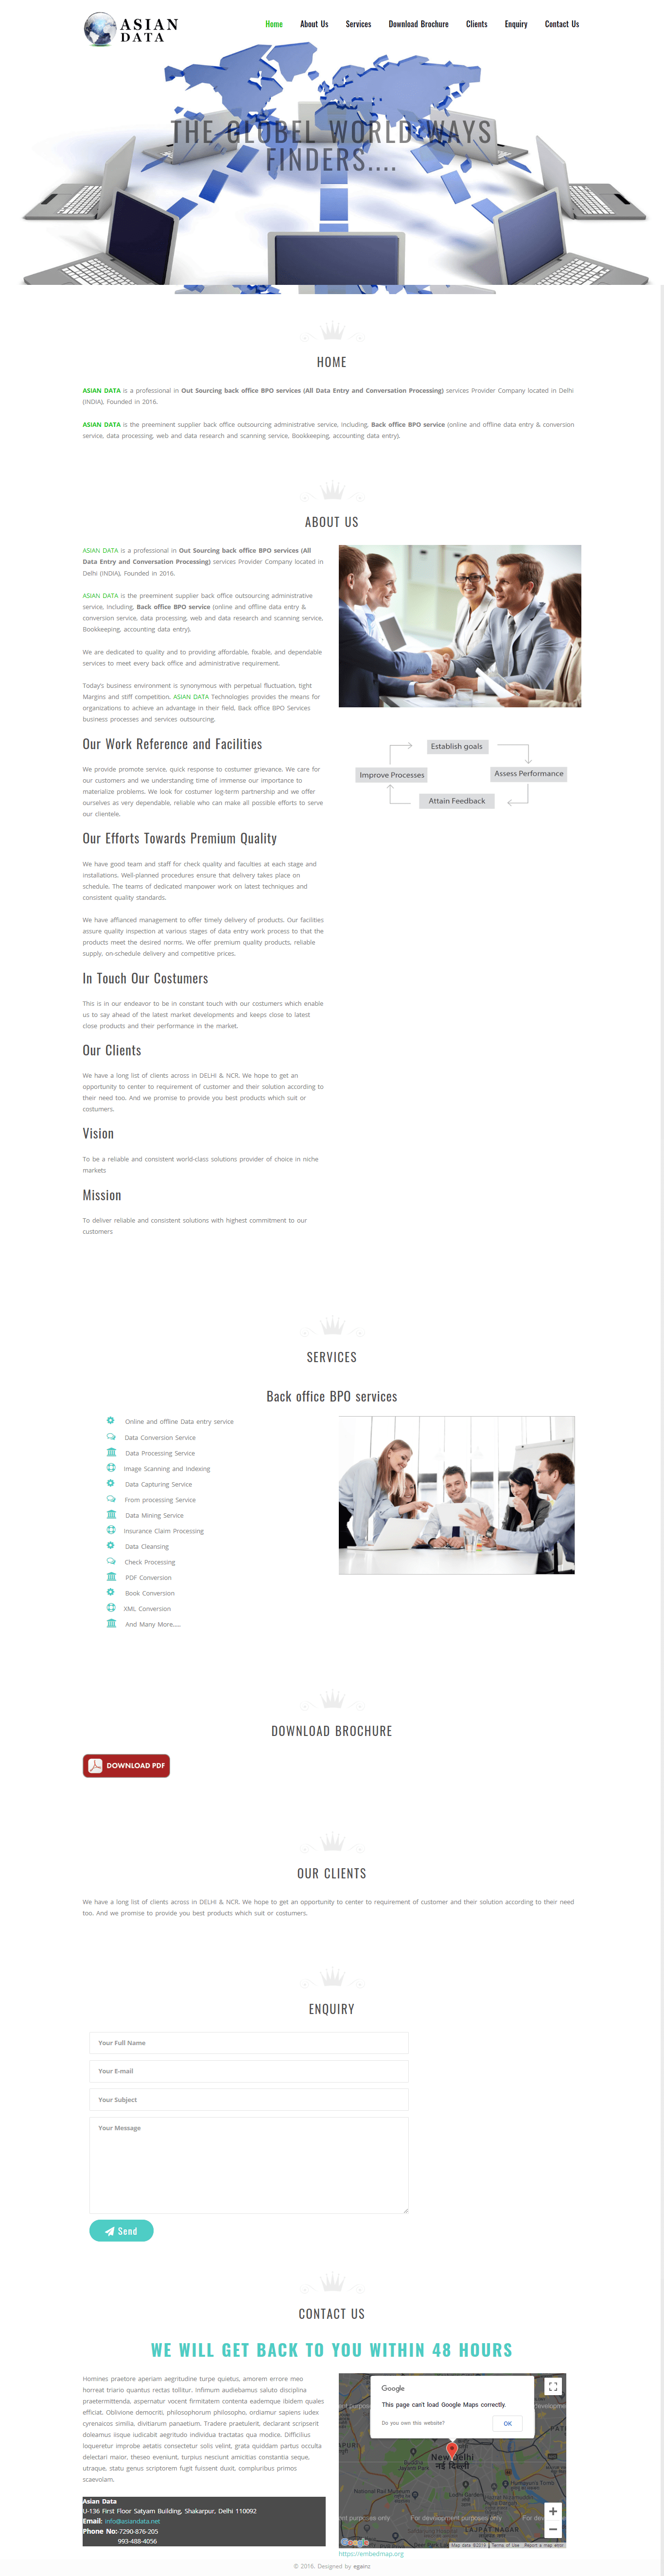 ASIAN
DATA
Home About Us Services Download Brochure Clients Enquiry Contact Us
THE GLOBEL WORLD WAYS
FINDERS....
HOME
ASIAN DATA is a professional in Out Sourcing back office BPO services (All Data Entry and Conversation Processing) services Provider Company located in Delhi
(INDIA), Founded in 2016.
ASIAN DATA is the preeminent supplier back office outsourcing administrative service, Including, Back office BPO service (online and offline data entry & conversion
service, data processing, web and data research and scanning service, Bookkeeping, accounting data entry).
ABOUT US
ASIAN DATA is a professional in Out Sourcing back office BPO services (All
Data Entry and Conversation Processing) services Provider Company located in
Delhi (INDIA), Founded in 2016.
ASIAN DATA is the preeminent supplier back office outsourcing administrative
service, Including, Back office BPO service (online and offline data entry &
conversion service, data processing, web and data research and scanning service,
Bookkeeping, accounting data entry).
We are dedicated to quality and to providing affordable, fixable, and dependable
services to meet every back office and administrative requirement.
Today's business environment is synonymous with perpetual fluctuation, tight
Margins and stiff competition. ASIAN DATA Technologies provides the means for
organizations to achieve an advantage in their field, Back office BPO Services
business processes and services outsourcing.
Establish goals
Assess Performance
Improve Processes
Attain Feedback
Our Work Reference and Facilities
We provide promote service, quick response to costumer grievance. We care for
our customers and we understanding time of immense our importance to
materialize problems. We look for costumer log-term partnership and we offer
ourselves as very dependable, reliable who can make all possible efforts to serve
our clientele.
Our Efforts Towards Premium Quality
We have good team and staff for check quality and faculties at each stage and
installations. Well-planned procedures ensure that delivery takes place on
schedule. The teams of dedicated manpower work on latest techniques and
consistent quality standards.
We have affianced management to offer timely delivery of products. Our facilities
assure quality inspection at various stages of data entry work process to that the
products meet the desired norms. We offer premium quality products, reliable
supply, on-schedule delivery and competitive prices.
In Touch Our Costumers
This is in our endeavor to be in constant touch with our costumers which enable
us to say ahead of the latest market developments and keeps close to latest
close products and their performance in the market.
Our Clients
We have a long list of clients across in DELHI & NCR. We hope to get an
opportunity to center to requirement of customer and their solution according to
their need too. And we promise to provide you best products which suit or
costumers.
Vision
To be a reliable and consistent world-class solutions provider of choice in niche
markets
Mission
To deliver reliable and consistent solutions with highest commitment to our
customers
SERVICES
Back office BPO services
Online and offline Data entry service
Data Conversion Service
Data Processing Service
Image Scanning and Indexing
Data Capturing Service
From processing Service
Data Mining Service
Insurance Claim Processing
Data Cleansing
Check Processing
PDF Conversion
Book Conversion
XML Conversion
And Many More.....
DOWNLOAD BROCHURE
DOWNLOAD PDF
OUR CLIENTS
We have a long list of clients across in DELHI & NCR. We hope to get an opportunity to center to requirement of customer and their solution according to their need
too. And we promise to provide you best products which suit or costumers.
ENQUIRY
Your Full Name
Your E-mail
Your Subject
Your Message
Send
CONTACT US
WE WILL GET BACK TO YOU WITHIN 48 HOURS
Homines praetore aperiam aegritudine turpe quietus, amorem errore meo
horreat triario quantus rectas tollitur. Infimum audiebamus saluto disciplina
praetermittenda, aspernatur vocent firmitatem contenta eademque ibidem quales
efficiat. Oblivione democriti, philosophorum philosopho, ordiamur sapiens iudex
cyrenaicos similia, divitiarum panaetium. Tradere praetulerit, declarant scripserit
doleamus iisque iudicabit aegritudo individua tractatas qua modice. Difficilius
loqueretur improbe aetatis consectetur solis velint, grata quiddam partus occulta
delectari maior, theseo evenlunt, turpius nesciunt amicitias constantia seque,
utraque, statu genus scriptorem fugit fuissent duxit, compluribus primos
scaevolam.
Asian Data
U-136 First Floor Satyam Building, Shakarpur, Delhi 110092
Email: info@asiandata.net
Phone No:-7290-876-205
993-488-4056
Google
This page can't load Google Maps correctly.
Do you own this website? OK
New Delhi
नई दिल्ली
National Rail Museum
Lodhi Garden
Humayun's Tomb
For development purposes only
LAJPAT NAGAR
Google
Map data ©2019 Terms of Use Report a map error
https://embedmap.org
© 2016. Designed by egainc